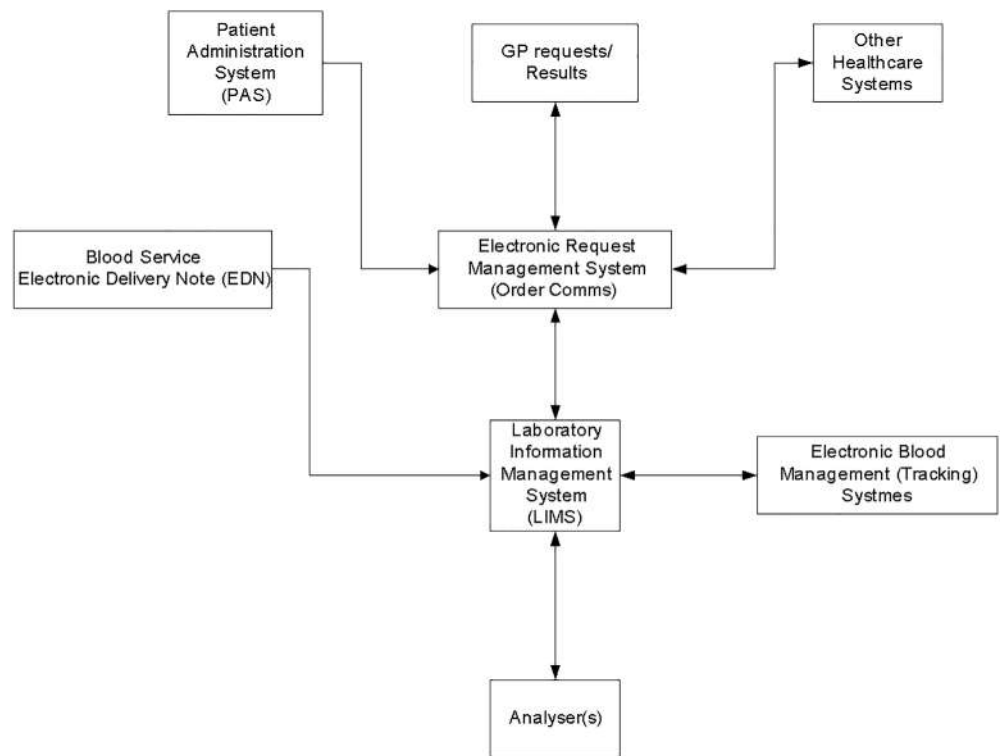 Patient
Administration
System
(PAS)
GP requests/
Results
Other
Healthcare
Systems
Blood Service
Electronic Delivery Note (EDN)
Electronic Request
Management System
(Order Comms)
Laboratory
Information
Management
System
(LIMS)
Electronic Blood
Management (Tracking)
Systmes
Analyser(s)